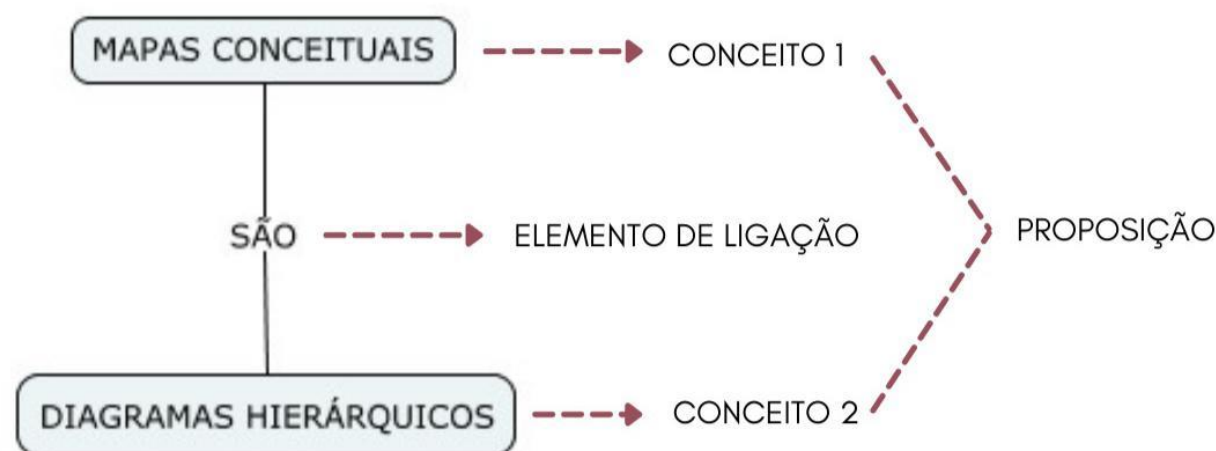 MAPAS CONCEITUAIS
CONCEITO 1
SÃO
ELEMENTO DE LIGAÇÃO
PROPOSIÇÃO
DIAGRAMAS HIERÁRQUICOS
CONCEITO 2